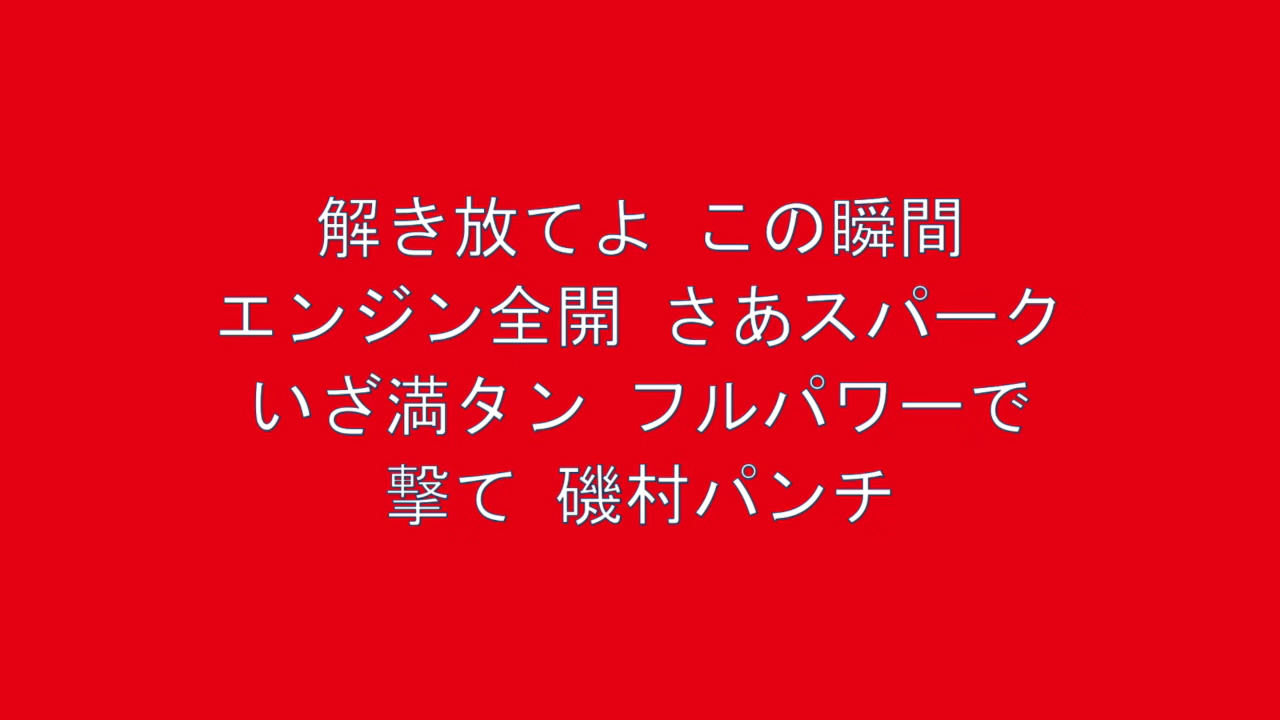 解き放てよ この瞬間
エンジン全開 さあスパーク
いざ満タン フルパワーで
撃て 磯村パンチ